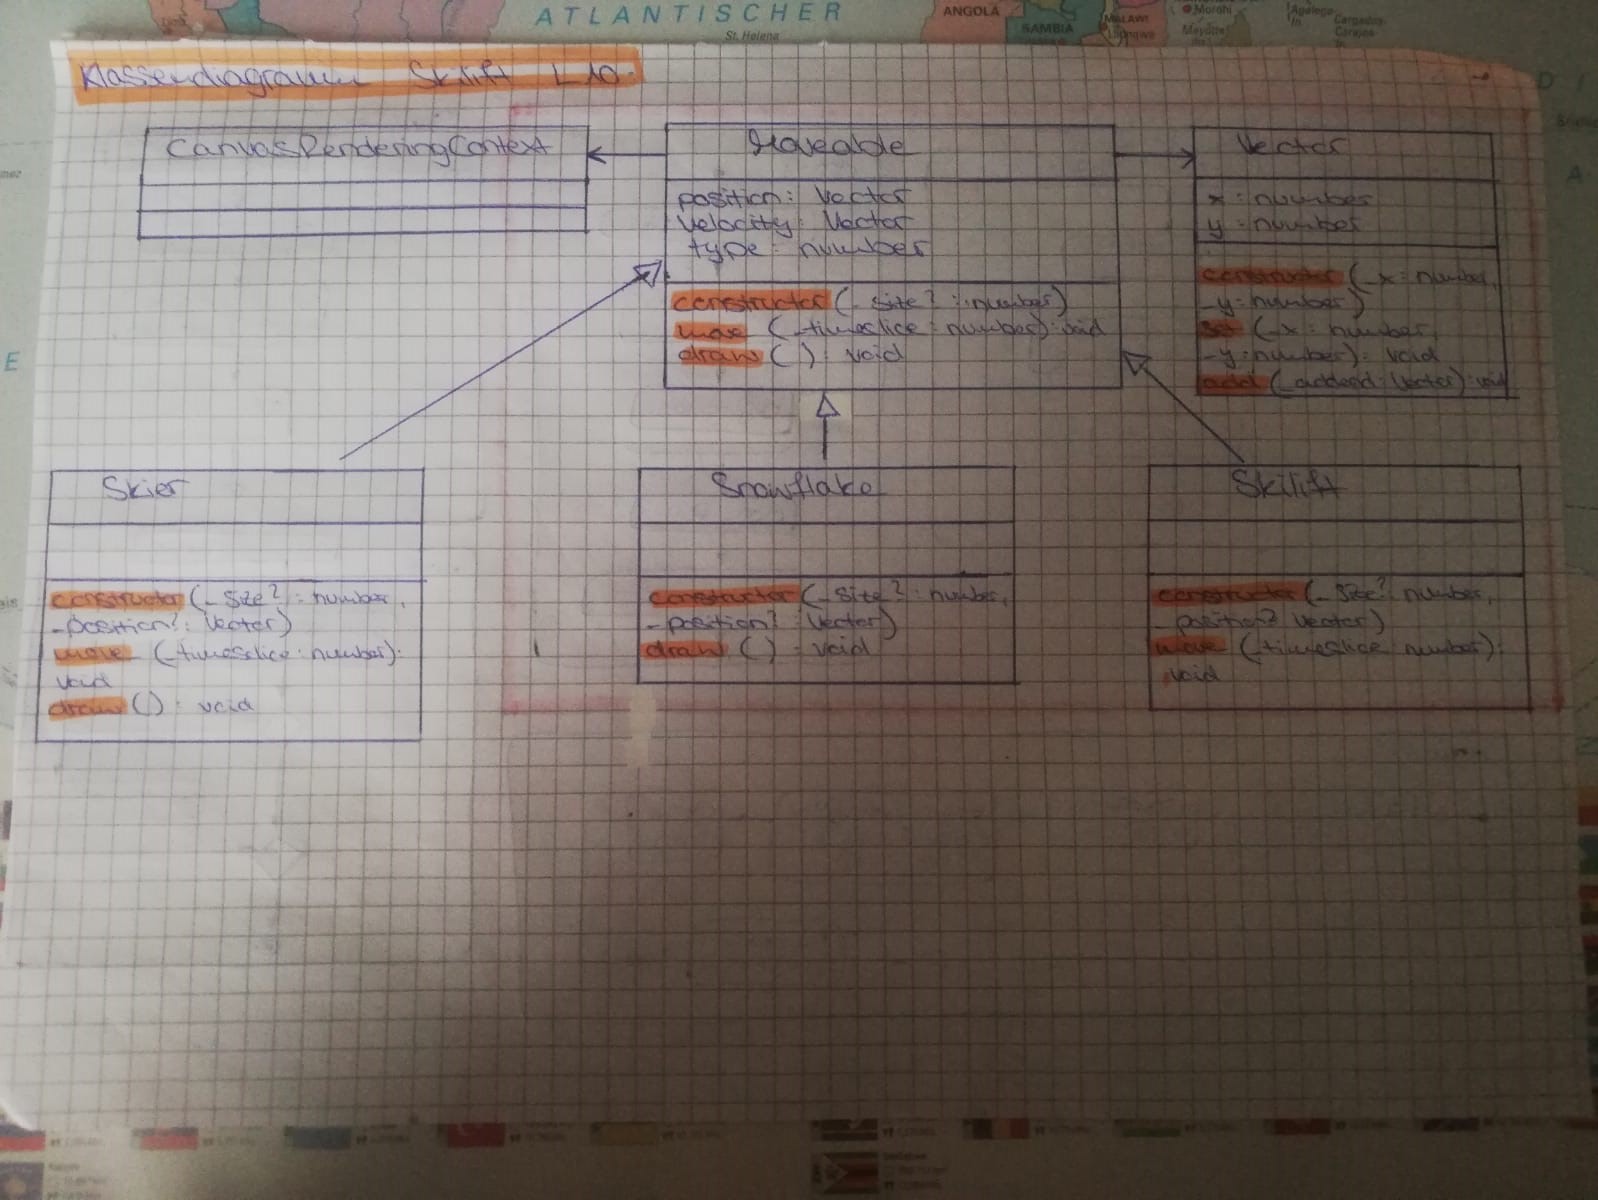 ATLANTISCHER
St. Helena
ANGOLA
SAMBIA
MALAWI
Lilongwe
Moroni
Klassendiagramm Skilift L10
CanvasRenderingContext
Moveable
position: Vector
velocity: Vector
type: number
constructor (_size? : number)
move (_timeslice: number): void
draw ( ): void
Vector
x: number
y: number
constructor (_x: number,
_y: number)
set (_x: number
_y: number): void
add (_addend: Vector): void
E
Skier
constructor (_size? : number,
_position?: Vector)
move (_timeslice: number):
void
draw ( ): void
Snowflake
constructor (_size? : number,
_position? : Vector)
draw ( ): void
Skilift
constructor (_size?: number,
_position? Vector)
move (_timeslice number):
void